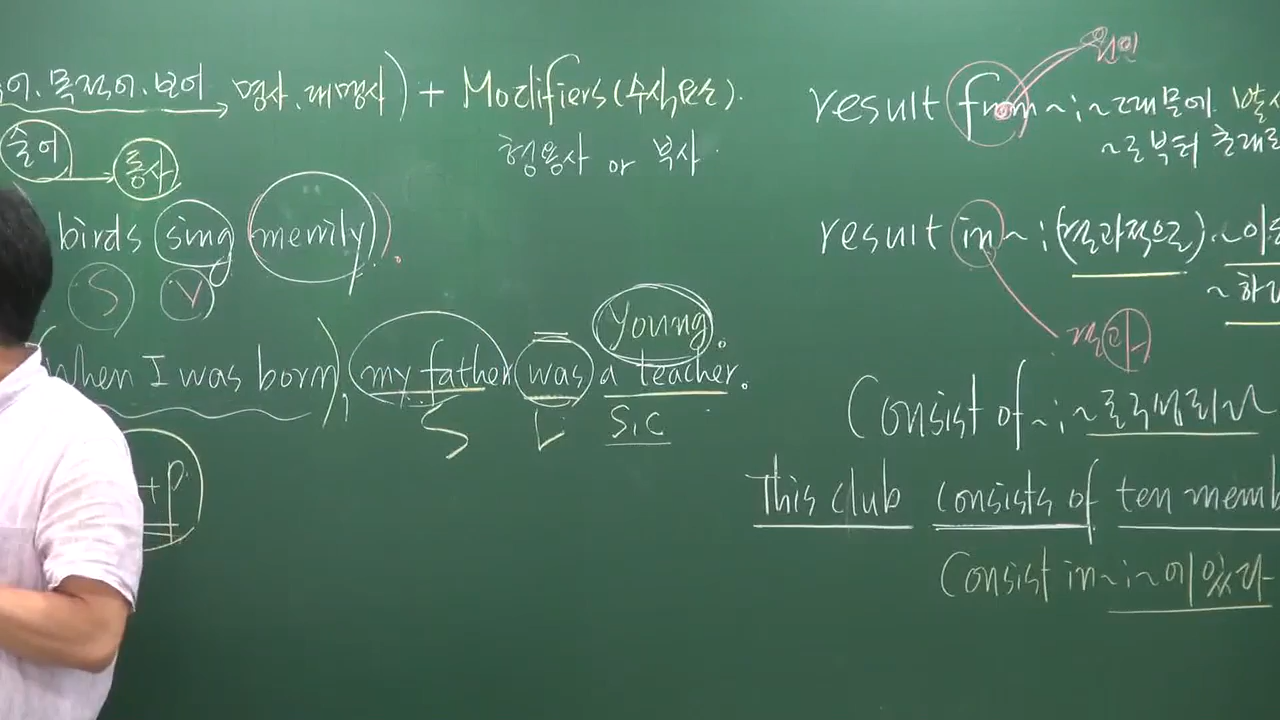 어.목적어.보어 명사.대명사) + Modifiers(수식요소).
술어 동사 형용사 or 부사.
birds sing merrily).
S V
young.
(When I was born), my father was a teacher.
S V S.C
+p
원인
result from ~ ; ~ 때문에 발
~로부터 초래
result in ~ ; (결과적으로) ~이
~하
결과
Consist of ~ ; ~로 구성되다
This club consists of ten memb
Consist in ~ ; ~에 있다